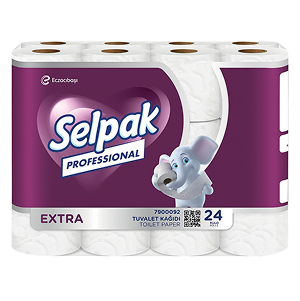 Eczacıbaşı
Selpak
PROFESSIONAL
EXTRA
7900092
TUVALET KAĞIDI
TOILET PAPER
24